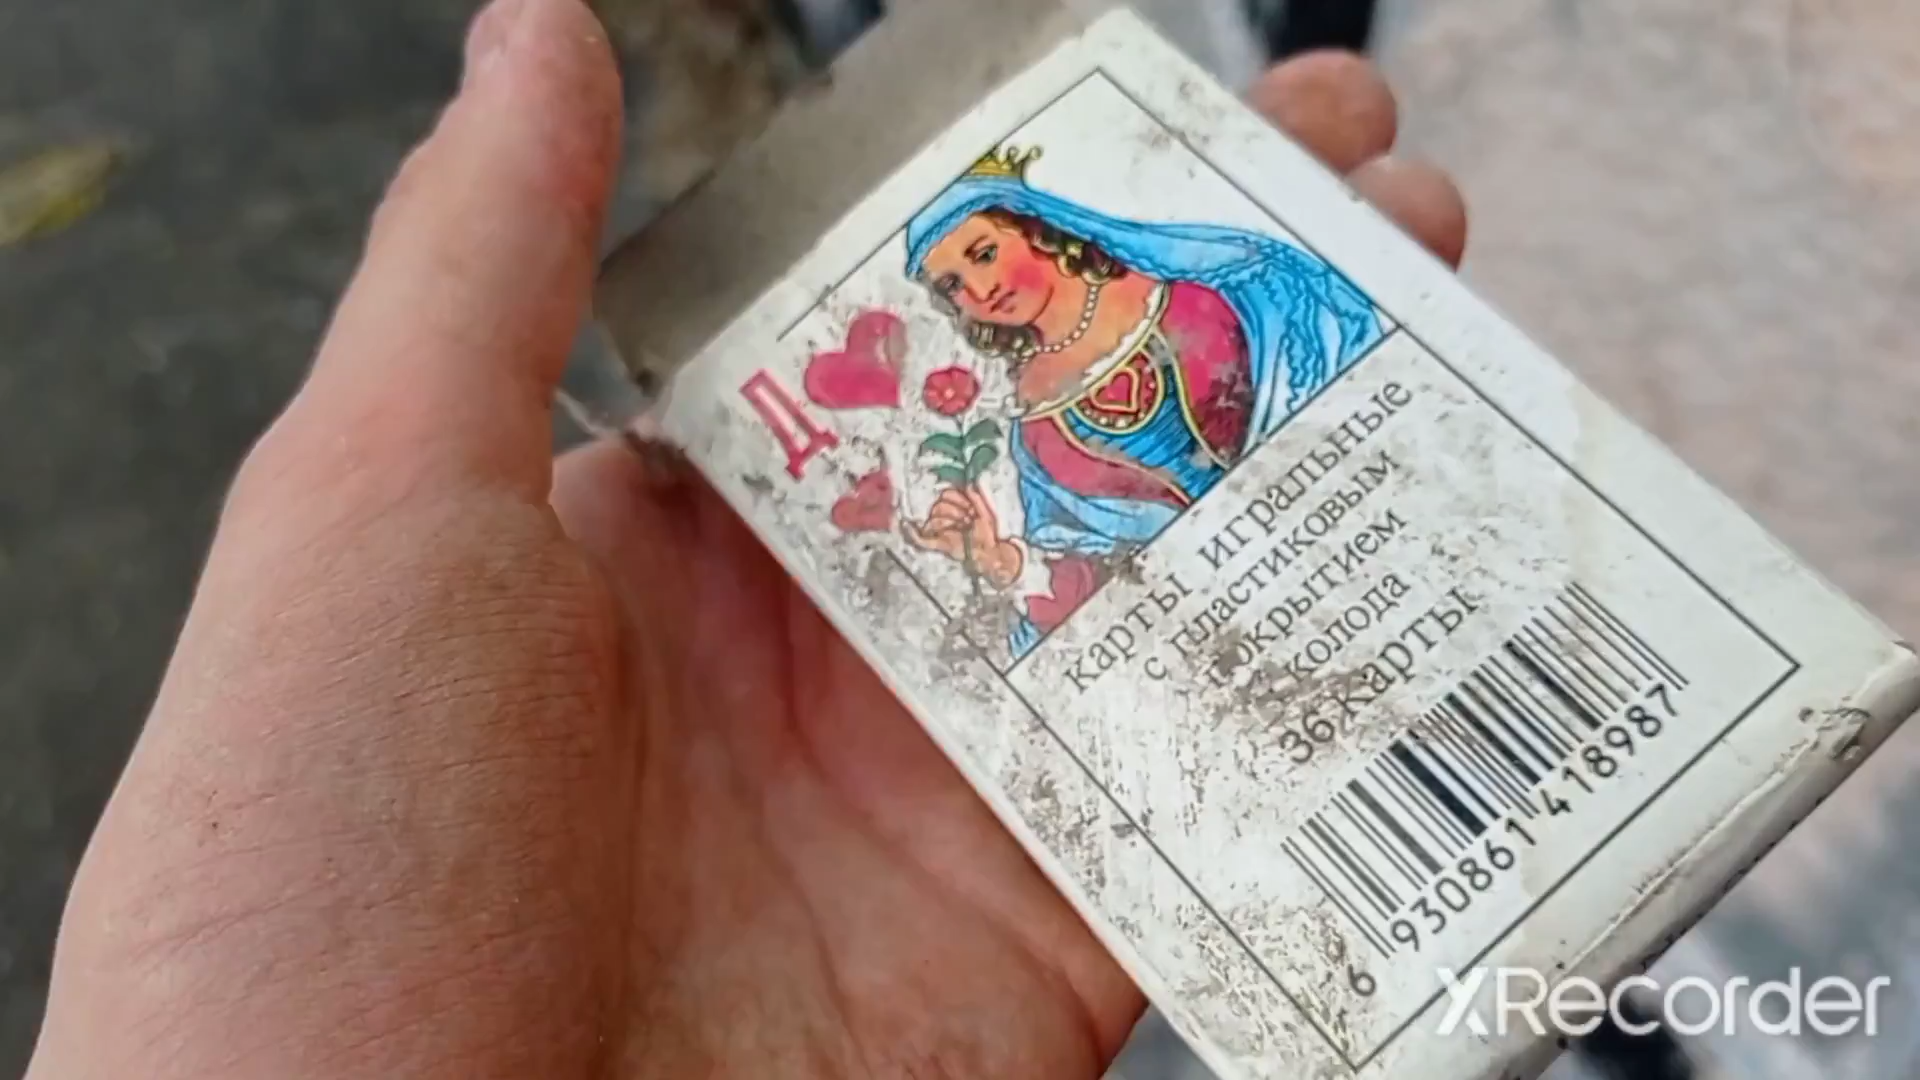 Д
карты игральные
с пластиковым
покрытием
колода
36 карты
6 930861 418987
XRecorder